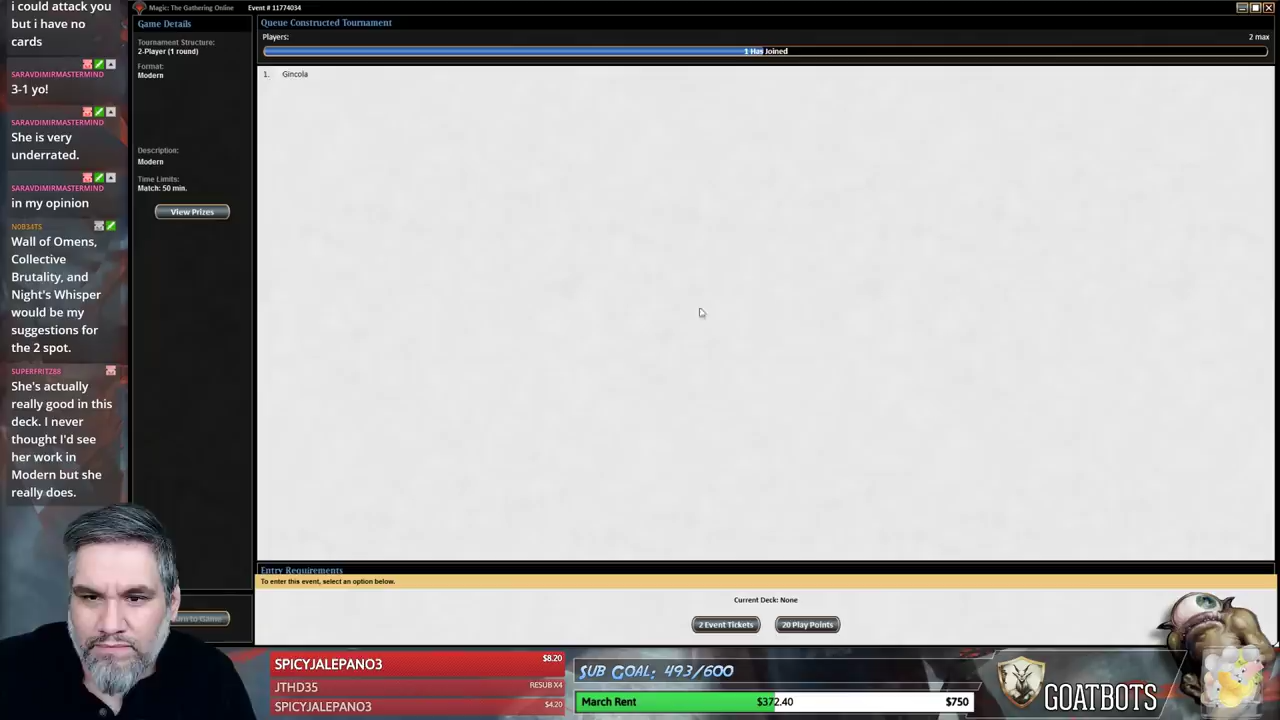 i could attack you
but i have no
cards
SARAVDIMIRMASTERMIND
3-1 yo!
SARAVDIMIRMASTERMIND
She is very
underrated.
SARAVDIMIRMASTERMIND
in my opinion
N0B34TS
Wall of Omens,
Collective
Brutality, and
Night's Whisper
would be my
suggestions for
the 2 spot.
SUPERFRITZ88
She's actually
really good in this
deck. I never
thought I'd see
her work in
Modern but she
really does.
Magic: The Gathering Online Event # 11774034
Game Details
Tournament Structure:
2-Player (1 round)
Format:
Modern
Description:
Modern
Time Limits:
Match: 50 min.
View Prizes
to Game
Queue Constructed Tournament
Players:
2 max
1 Has Joined
1. Gincola
Entry Requirements
To enter this event, select an option below.
Current Deck: None
2 Event Tickets
20 Play Points
SPICYJALEPANO3 $8.20
JTHD35 RESUB X4
SPICYJALEPANO3 $4.20
SUB GOAL: 493/600
March Rent $372.40 $750
GOATBOTS